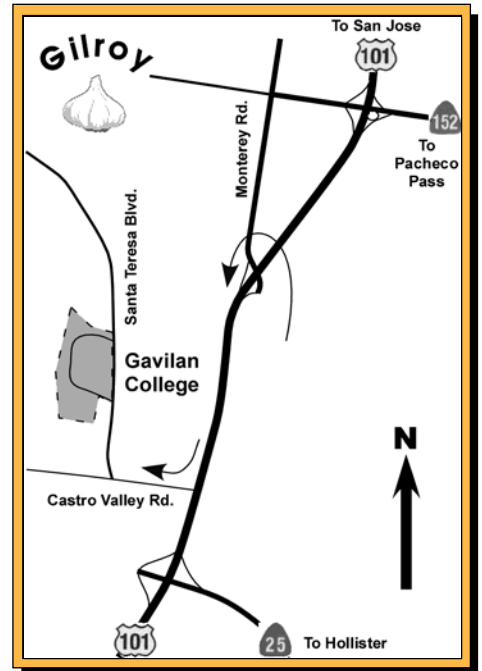 To San Jose
Gilroy
101
Monterey Rd.
152
To
Pacheco
Pass
Santa Teresa Blvd.
Gavilan
College
N
Castro Valley Rd.
101
25
To Hollister